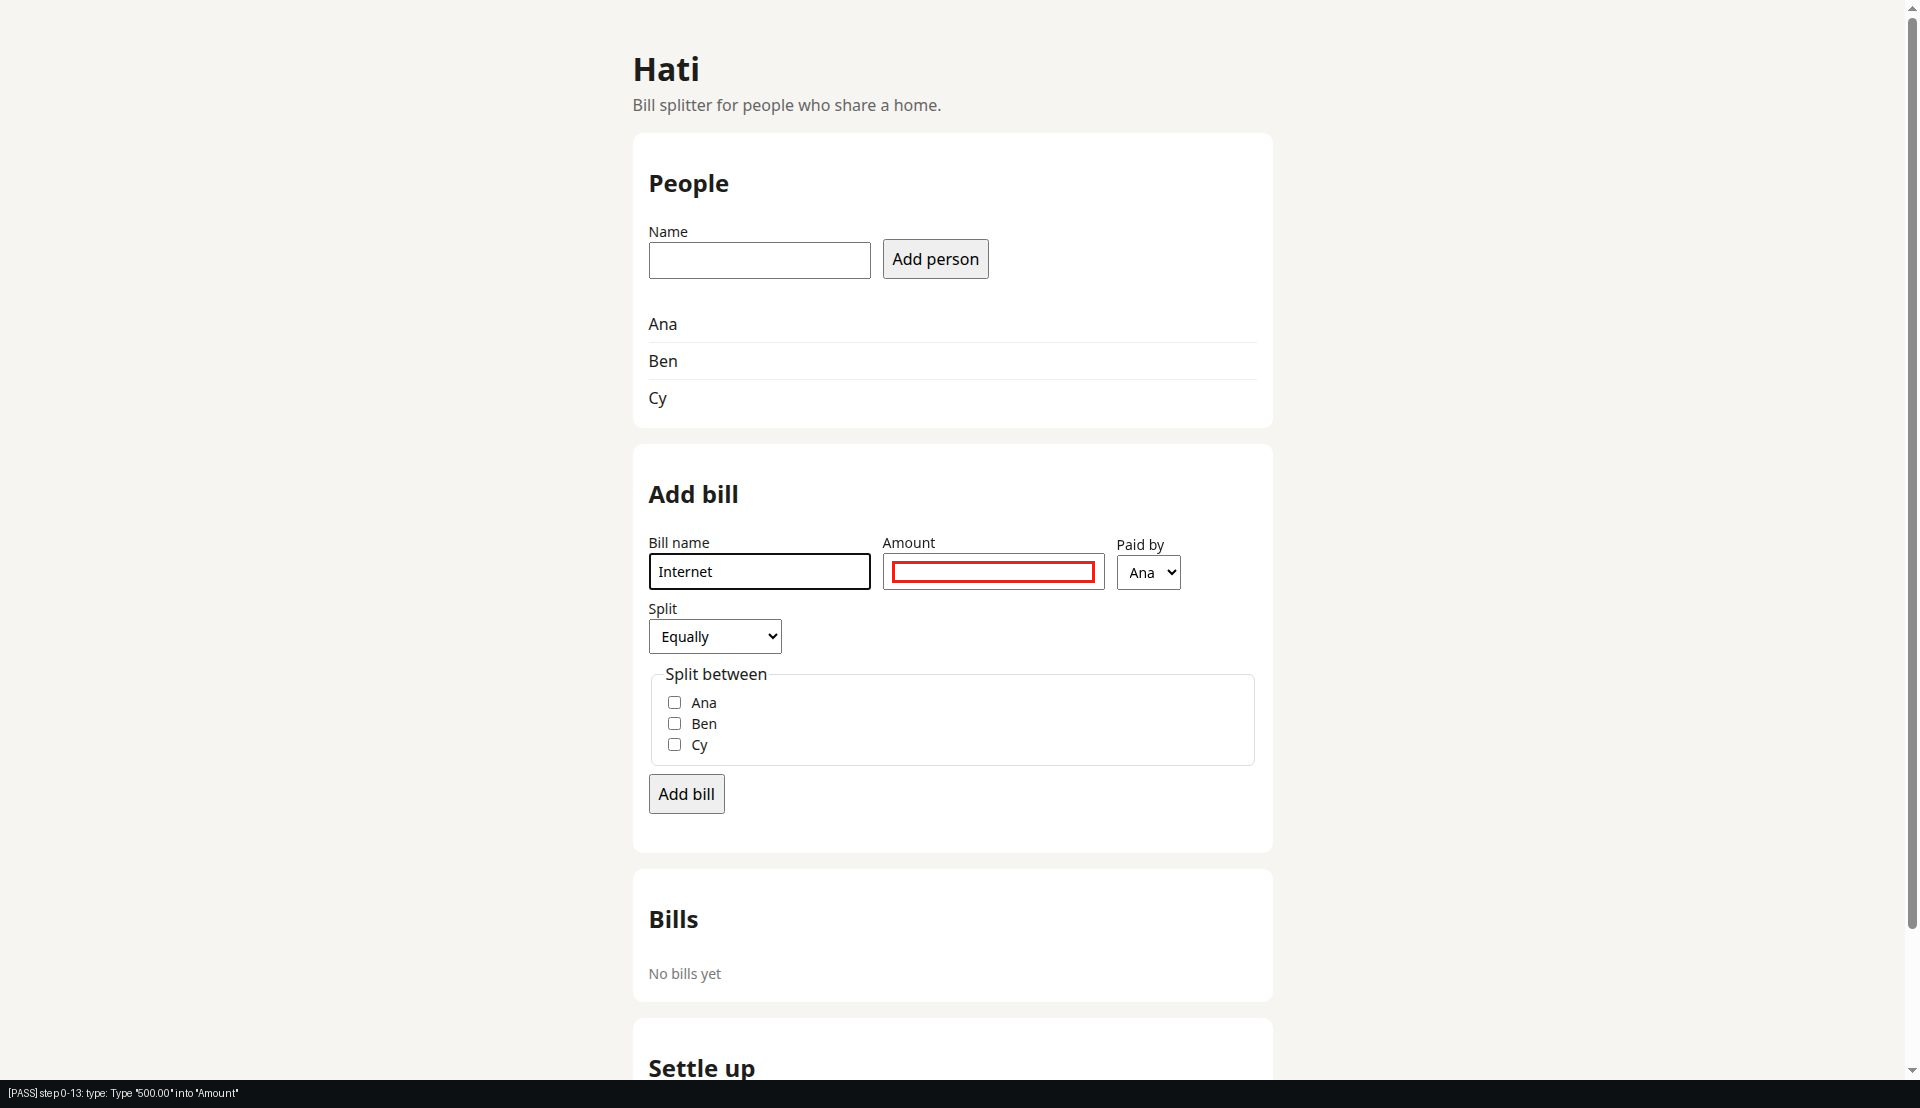 Hati
Bill splitter for people who share a home.
People
Name
Add person
Ana
Ben
Cy
Add bill
Bill name
Amount
Paid by
Internet
Ana
Split
Equally
Split between
Ana
Ben
Cy
Add bill
Bills
No bills yet
Settle up
[PASS] step 0-13: type: Type "500.00" into "Amount"